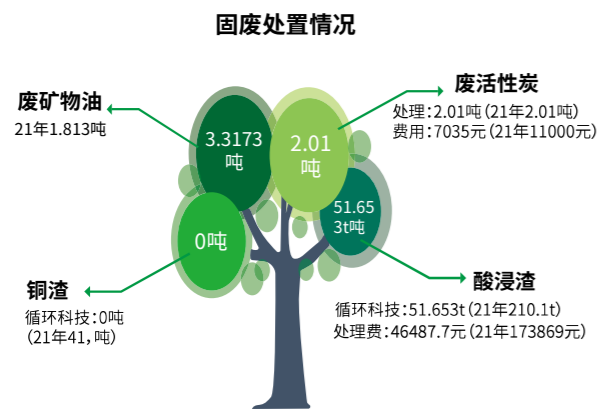 固废处置情况
废矿物油
21年1.813吨
废活性炭
处理：2.01吨（21年2.01吨）
费用：7035元（21年11000元）
3.3173
吨
2.01
吨
51.65
3t吨
0吨
铜渣
循环科技：0吨
（21年41，吨）
酸浸渣
循环科技：51.653t（21年210.1t）
处理费：46487.7元（21年173869元）